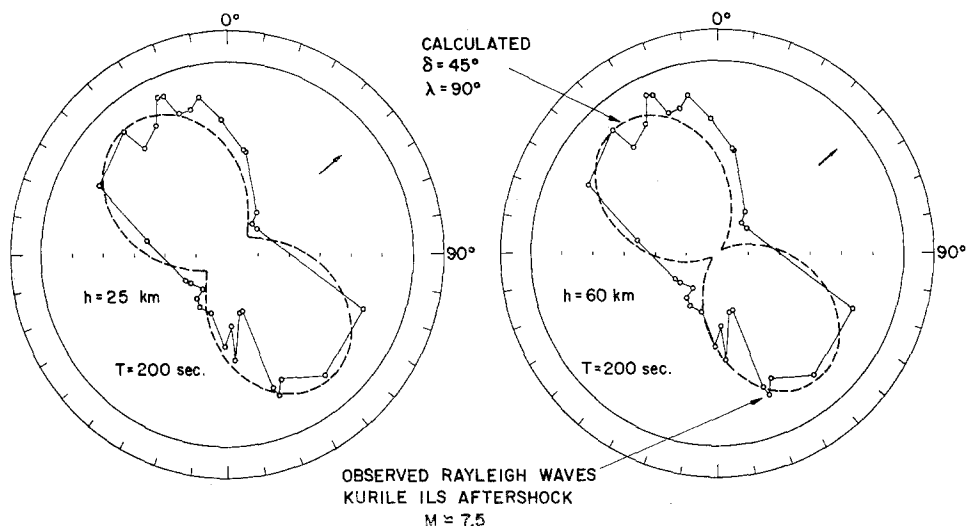 0°
0°
CALCULATED
δ = 45°
λ = 90°
90°
90°
h = 25 km
h = 60 km
T = 200 sec.
T = 200 sec.
OBSERVED RAYLEIGH WAVES
KURILE ILS AFTERSHOCK
M ≃ 7.5